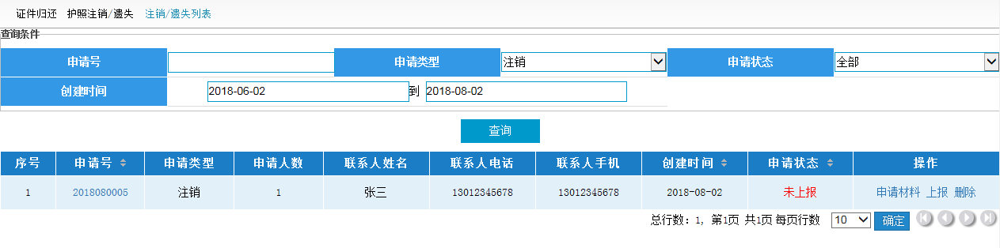 证件归还 护照注销/遗失 注销/遗失列表
查询条件
申请号 申请类型 注销 申请状态 全部
创建时间 2018-06-02 到 2018-08-02
查询
序号 申请号 申请类型 申请人数 联系人姓名 联系人电话 联系人手机 创建时间 申请状态 操作
1 2018080005 注销 1 张三 13012345678 13012345678 2018-08-02 未上报 申请材料 上报 删除
总行数：1, 第1页 共1页 每页行数 10 确定